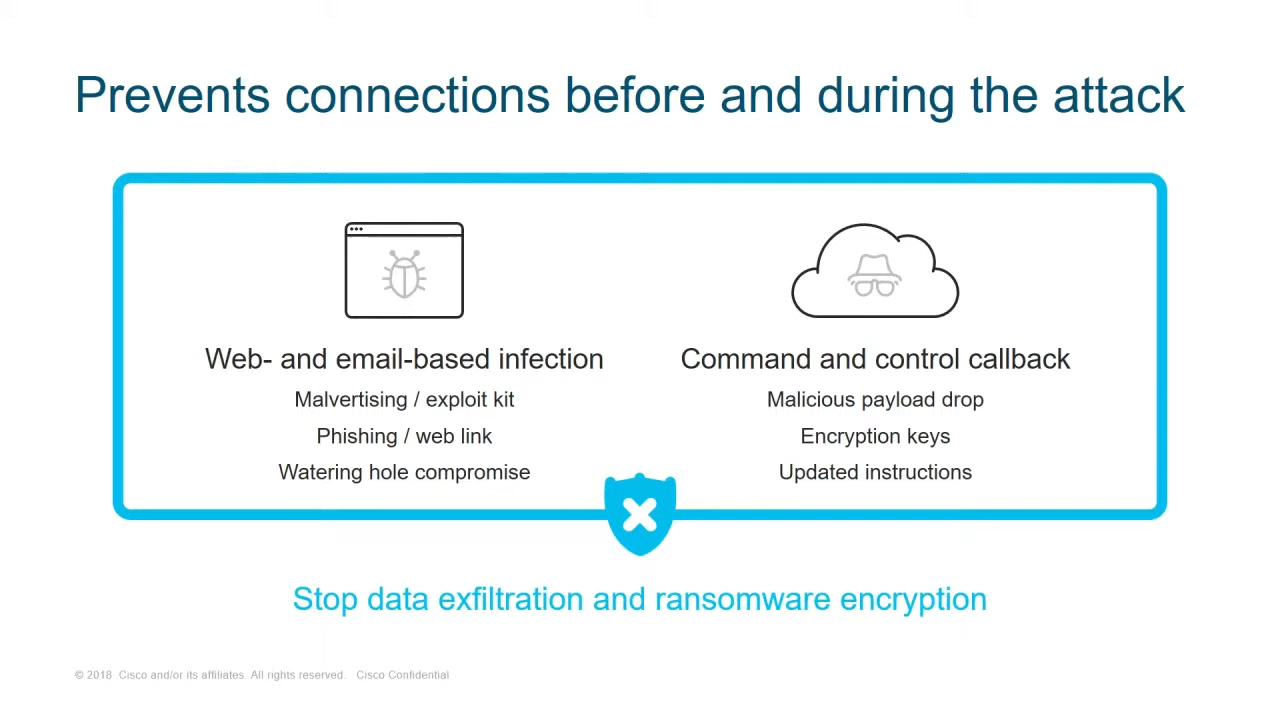 Prevents connections before and during the attack
Web- and email-based infection
Malvertising / exploit kit
Phishing / web link
Watering hole compromise
Command and control callback
Malicious payload drop
Encryption keys
Updated instructions
Stop data exfiltration and ransomware encryption
© 2018 Cisco and/or its affiliates. All rights reserved. Cisco Confidential